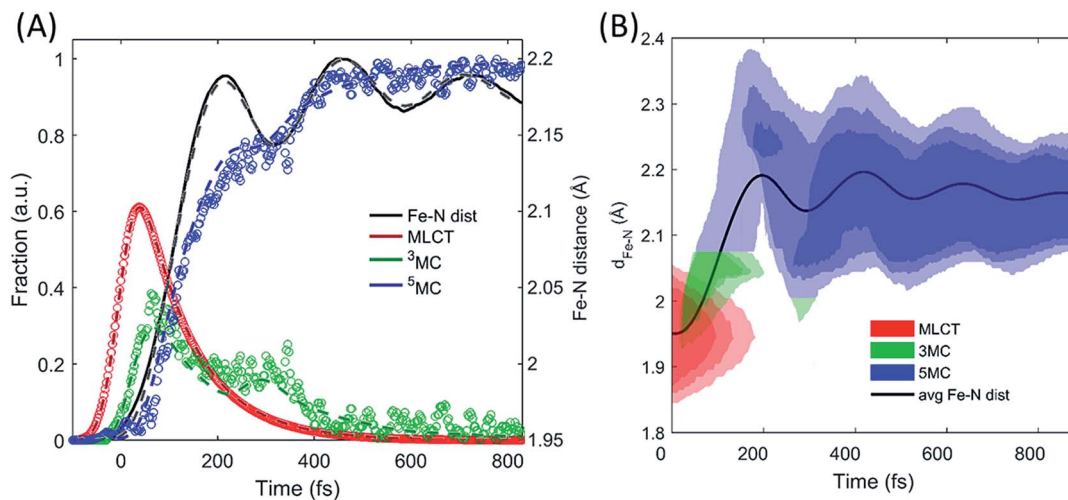 (A)
1
0.8
0.6
0.4
0.2
0
Fraction (a.u.)
2.2
2.15
2.1
2.05
2
1.95
Fe-N distance (Å)
Fe-N dist
MLCT
³MC
⁵MC
0 200 400 600 800
Time (fs)
(B)
2.4
2.3
2.2
2.1
2
1.9
1.8
d_Fe-N (Å)
MLCT
3MC
5MC
avg Fe-N dist
0 200 400 600 800
Time (fs)